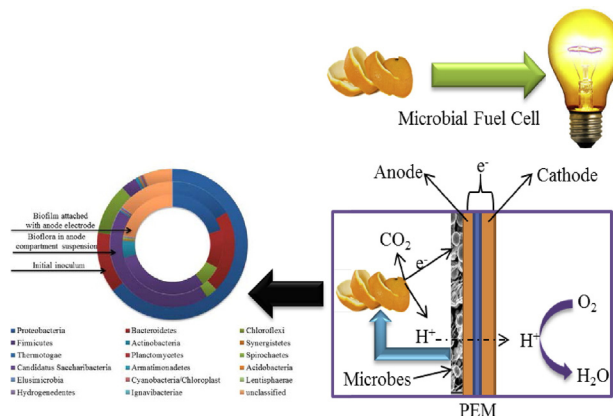 Microbial Fuel Cell
e-
Anode
Cathode
CO2
e-
H+
H+
O2
H2O
Microbes
PEM
Biofilm attached
with anode electrode
Bioflora in anode
compartment suspension
Initial inoculum
Proteobacteria
Bacteroidetes
Chloroflexi
Firmicutes
Actinobacteria
Synergistetes
Thermotogae
Planctomycetes
Spirochaetes
Candidatus Saccharibacteria
Armatimonadetes
Acidobacteria
Elusimicrobia
Cyanobacteria/Chloroplast
Lentisphaerae
Hydrogenedentes
Ignavibacteriae
unclassified